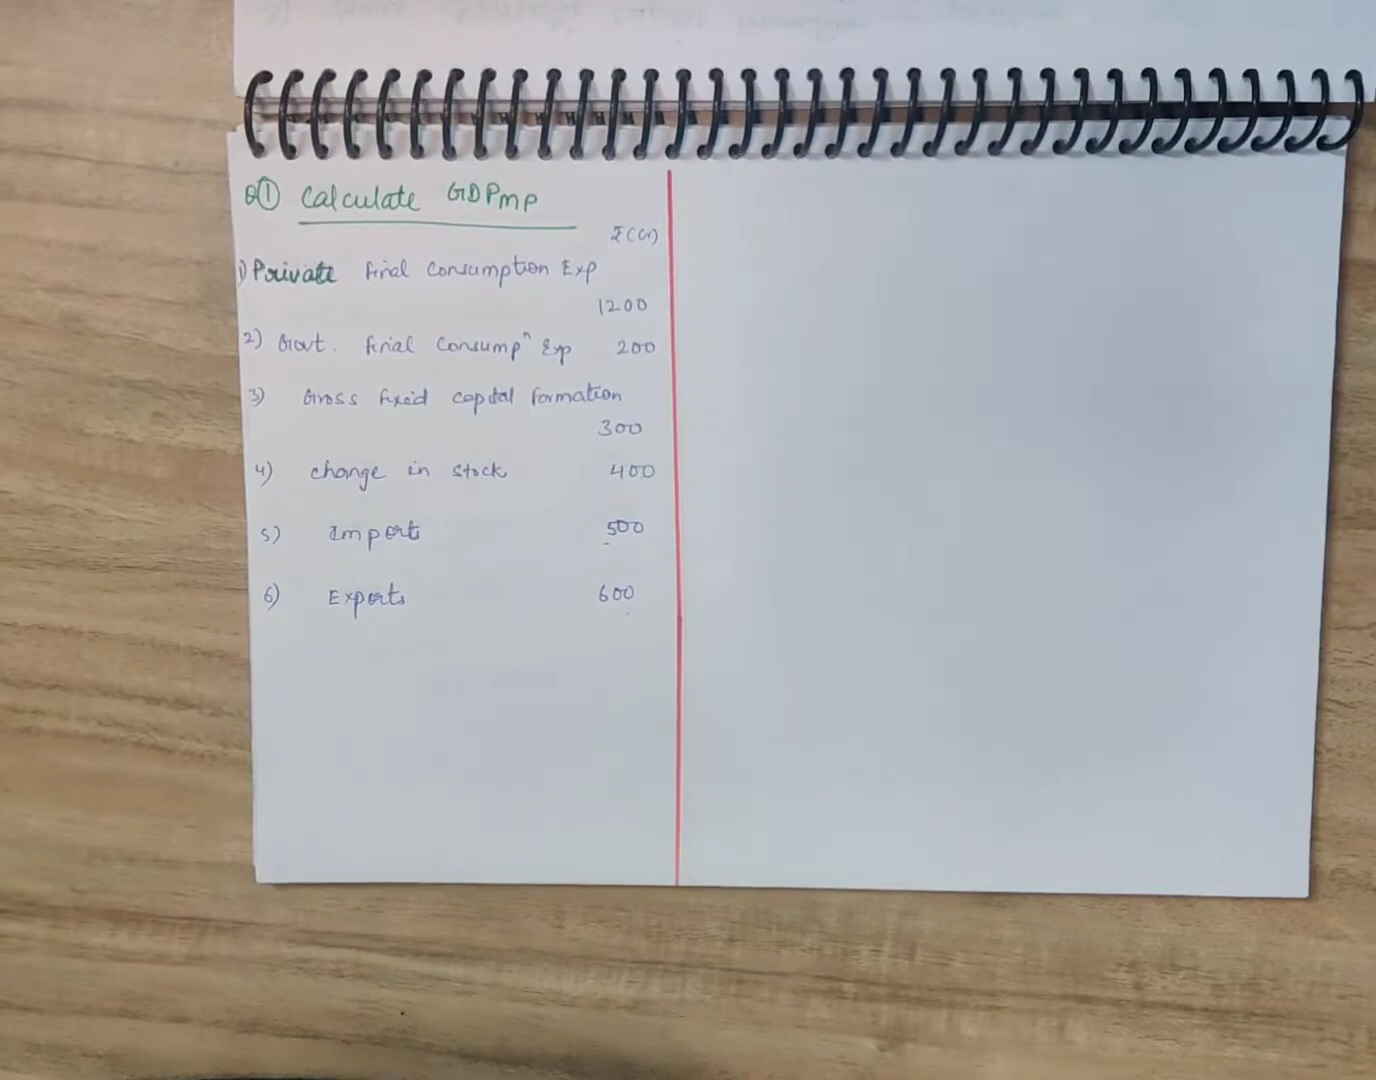 Q① Calculate GDPMP
₹(Cr)
1) Private final Consumption Exp
1200
2) Govt. final Consumpⁿ Exp 200
3) Gross fixed capital formation
300
4) change in stock 400
5) Import 500
6) Exports 600